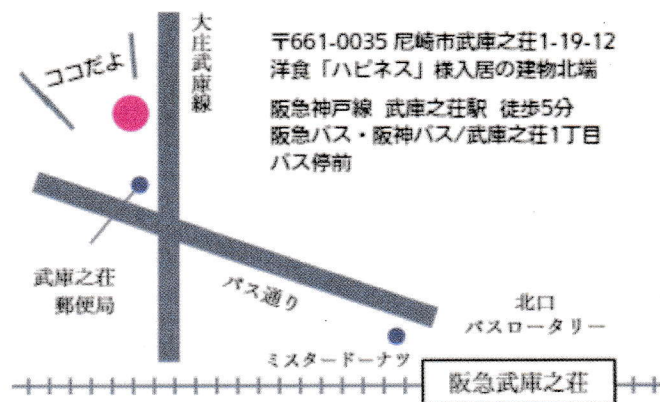 大庄武庫線
〒661-0035 尼崎市武庫之荘1-19-12
洋食「ハピネス」様入居の建物北端
阪急神戸線 武庫之荘駅 徒歩5分
阪急バス・阪神バス/武庫之荘1丁目
バス停前
ココだよ
武庫之荘
郵便局
バス通り
北口
バスロータリー
ミスタードーナツ
阪急武庫之荘